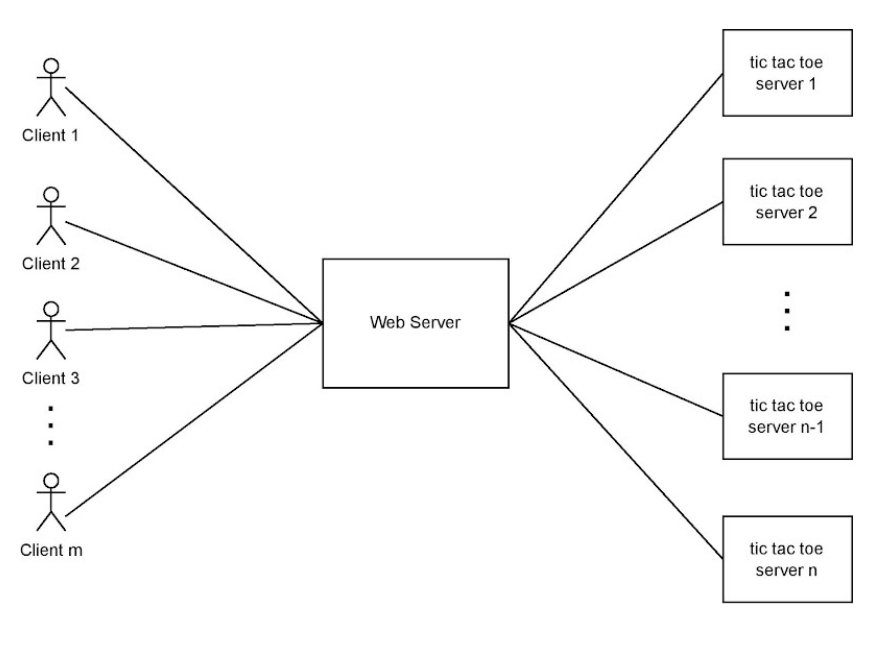 Client 1
Client 2
Client 3
Client m
Web Server
tic tac toe
server 1
tic tac toe
server 2
tic tac toe
server n-1
tic tac toe
server n